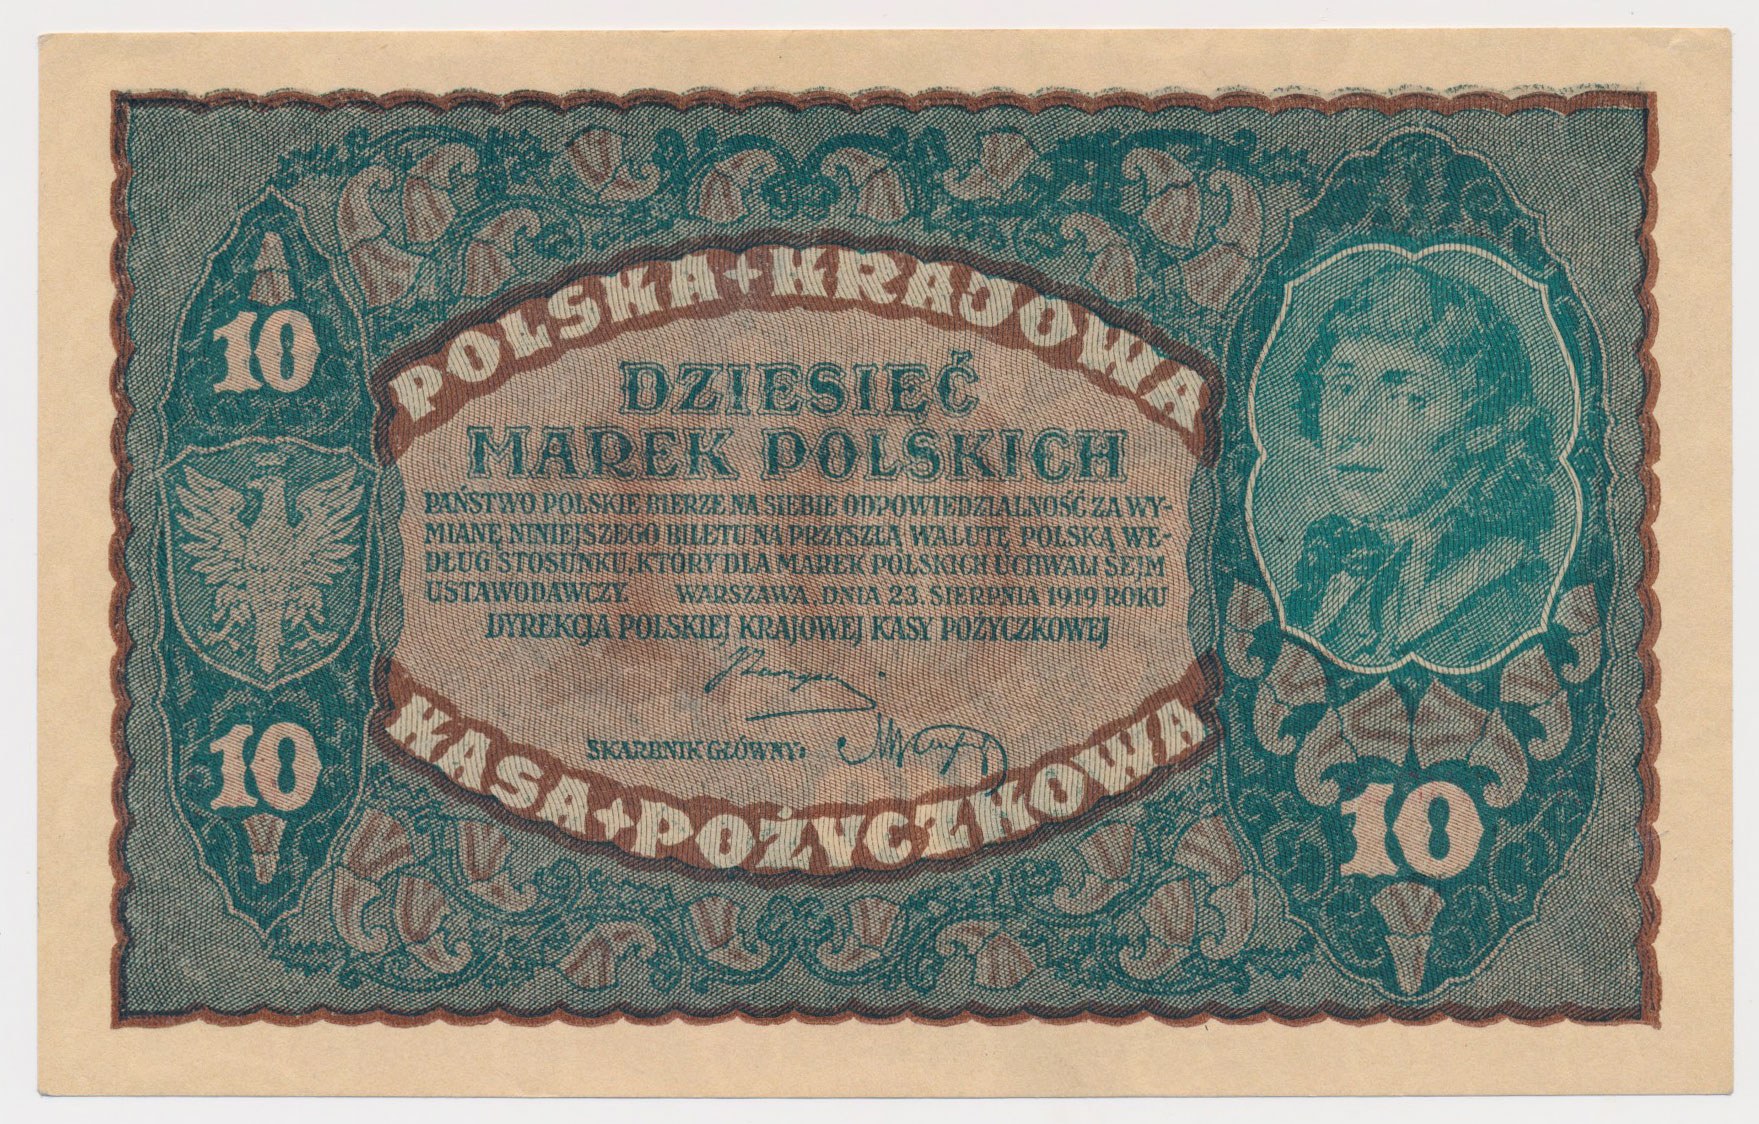 POLSKA + KRAJOWA
10
DZIESIĘĆ
MAREK POLSKICH
PAŃSTWO POLSKIE BIERZE NA SIEBIE ODPOWIEDZIALNOŚĆ ZA WY-
MIANĘ NINIEJSZEGO BILETU NA PRZYSZŁĄ WALUTĘ POLSKĄ WE-
DŁUG STOSUNKU, KTÓRY DLA MAREK POLSKICH UCHWALI SEJM
USTAWODAWCZY. WARSZAWA, DNIA 23. SIERPNIA 1919 ROKU
DYREKCJA POLSKIEJ KRAJOWEJ KASY POŻYCZKOWEJ
SKARBNIK GŁÓWNY:
10
KASA + POŻYCZKOWA
10